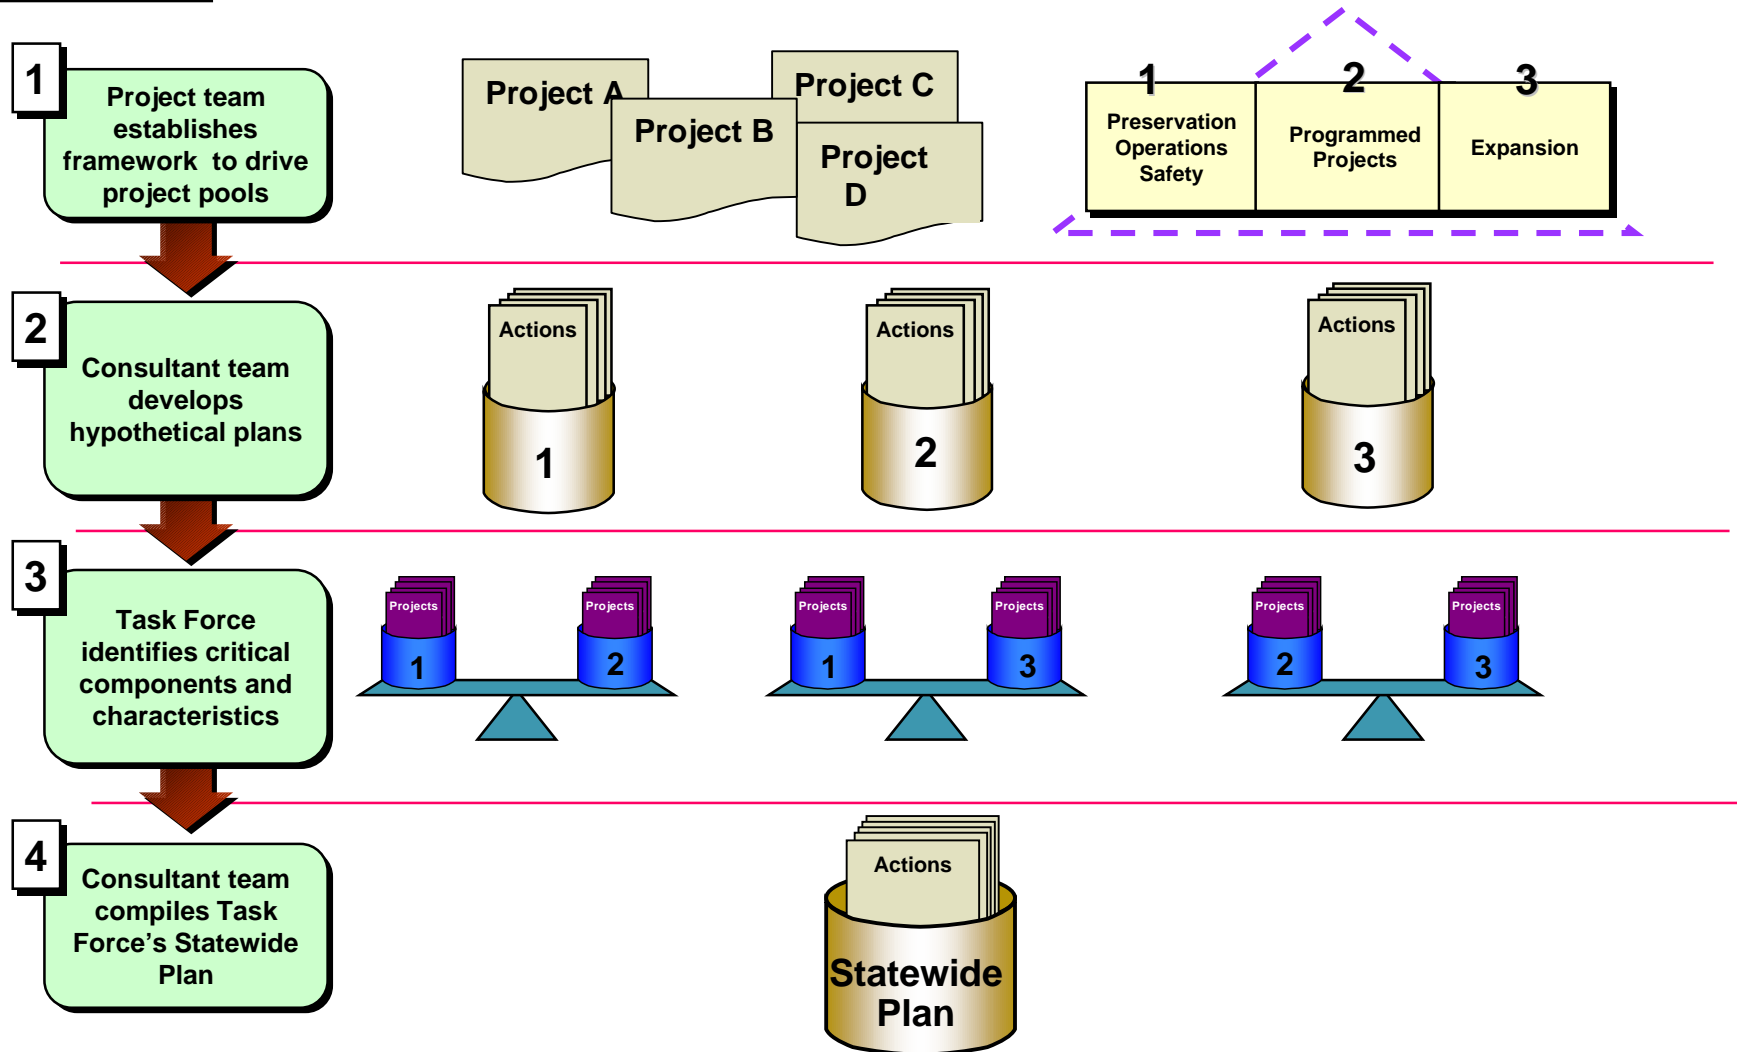 1
Project team
establishes
framework to drive
project pools
Project A
Project B
Project C
Project
D
1
Preservation
Operations
Safety
2
Programmed
Projects
3
Expansion
2
Consultant team
develops
hypothetical plans
Actions
1
Actions
2
Actions
3
3
Task Force
identifies critical
components and
characteristics
Projects
1
Projects
2
Projects
1
Projects
3
Projects
2
Projects
3
4
Consultant team
compiles Task
Force's Statewide
Plan
Actions
Statewide
Plan